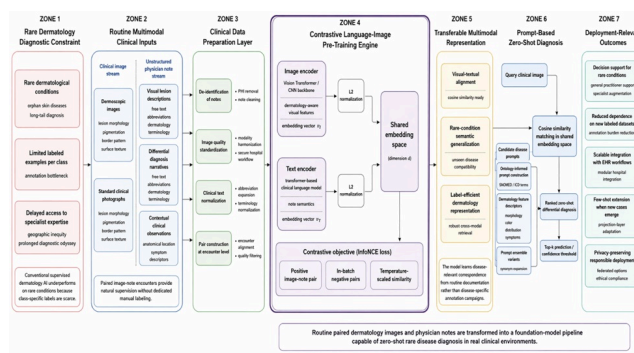 ZONE 1
Rare Dermatology
Diagnostic Constraint
Rare dermatological
conditions
orphan skin diseases
long-tail diagnosis
Limited labeled
examples per class
annotation bottleneck
Delayed access to
specialist expertise
geographic inequity
prolonged diagnostic odyssey
Conventional supervised
dermatology AI underperforms
on rare conditions because
class-specific labels are scarce.
ZONE 2
Routine Multimodal
Clinical Inputs
Clinical image
stream
Dermoscopic
images
lesion morphology
pigmentation
border pattern
surface texture
Standard clinical
photographs
lesion morphology
pigmentation
border pattern
surface texture
Unstructured
physician note
stream
Visual lesion
descriptions
free text
abbreviations
dermatology
terminology
Differential
diagnosis
narratives
free text
abbreviations
dermatology
terminology
Contextual
clinical
observations
anatomical location
symptom
descriptors
Paired image-note encounters
provide natural
supervision without dedicated
manual labeling.
ZONE 3
Clinical Data
Preparation Layer
De-identification
of notes
• PHI removal
• note cleaning
Image quality
standardization
• modality
harmonization
• secure hospital
workflow
Clinical text
normalization
• abbreviation
expansion
• terminology
normalization
Pair construction
at encounter level
• encounter
alignment
• quality filtering
ZONE 4
Contrastive Language-Image
Pre-Training Engine
Image encoder
Vision Transformer /
CNN backbone
dermatology-aware
visual features
embedding vector
L2
normalization
Text encoder
transformer-based
clinical language model
note semantics
embedding vector
L2
normalization
Shared
embedding
space
(dimension d)
Contrastive objective (InfoNCE loss)
Positive
image-note pair
In-batch
negative pairs
Temperature-
scaled similarity
ZONE 5
Transferable Multimodal
Representation
Visual-textual
alignment
cosine similarity ready
Rare-condition
semantic
generalization
unseen disease
compatibility
Label-efficient
dermatology
representation
robust cross-modal
retrieval
The model learns disease-
relevant correspondence
from routine documentation
rather than disease-specific
annotation campaigns.
ZONE 6
Prompt-Based
Zero-Shot Diagnosis
Query clinical image
Cosine similarity
matching in shared
embedding space
Candidate disease
prompts
Ontology-informed
prompt construction
SNOMED / ICD terms
Dermatology-feature
descriptors
morphology
color
distribution
symptoms
Prompt ensemble
variants
synonym expansion
Ranked zero-shot
differential diagnosis
Top-k prediction /
confidence threshold
ZONE 7
Deployment-Relev
Outcomes
Decision support for
rare conditions
general practitioner support
specialist augmentation
Reduced dependence
on new labeled datasets
annotation burden reduction
Scalable integration
with EHR workflows
modular hospital
integration
Few-shot extension
when new cases
emerge
projection-layer
adaptation
Privacy-preserving
responsible deployment
federated options
ethical compliance
Routine paired dermatology images and physician notes are transformed into a foundation-model pipeline
capable of zero-shot rare disease diagnosis in real clinical environments.